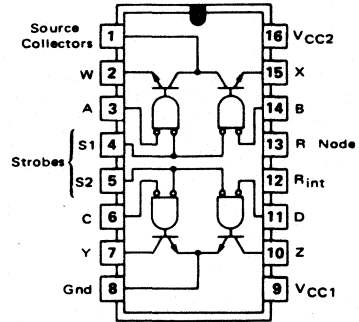 Source
Collectors
1
16
VCC2
W
2
15
X
A
3
14
B
S1
4
13
R Node
Strobes
S2
5
12
Rint
C
6
11
D
Y
7
10
Z
Gnd
8
9
VCC1